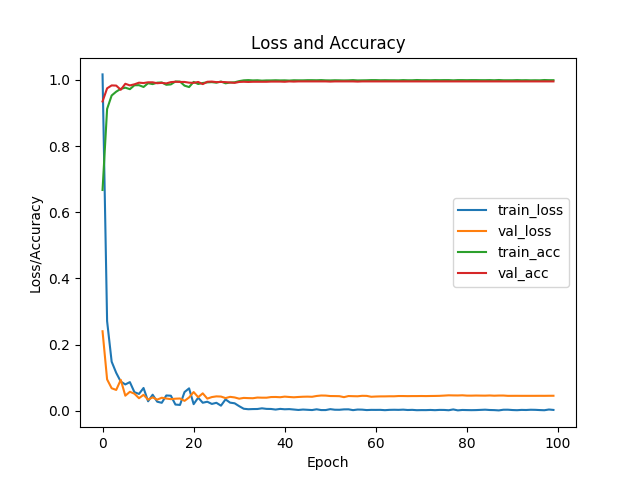 Loss and Accuracy
Loss/Accuracy
1.0
0.8
0.6
0.4
0.2
0.0
train_loss
val_loss
train_acc
val_acc
0 20 40 60 80 100
Epoch